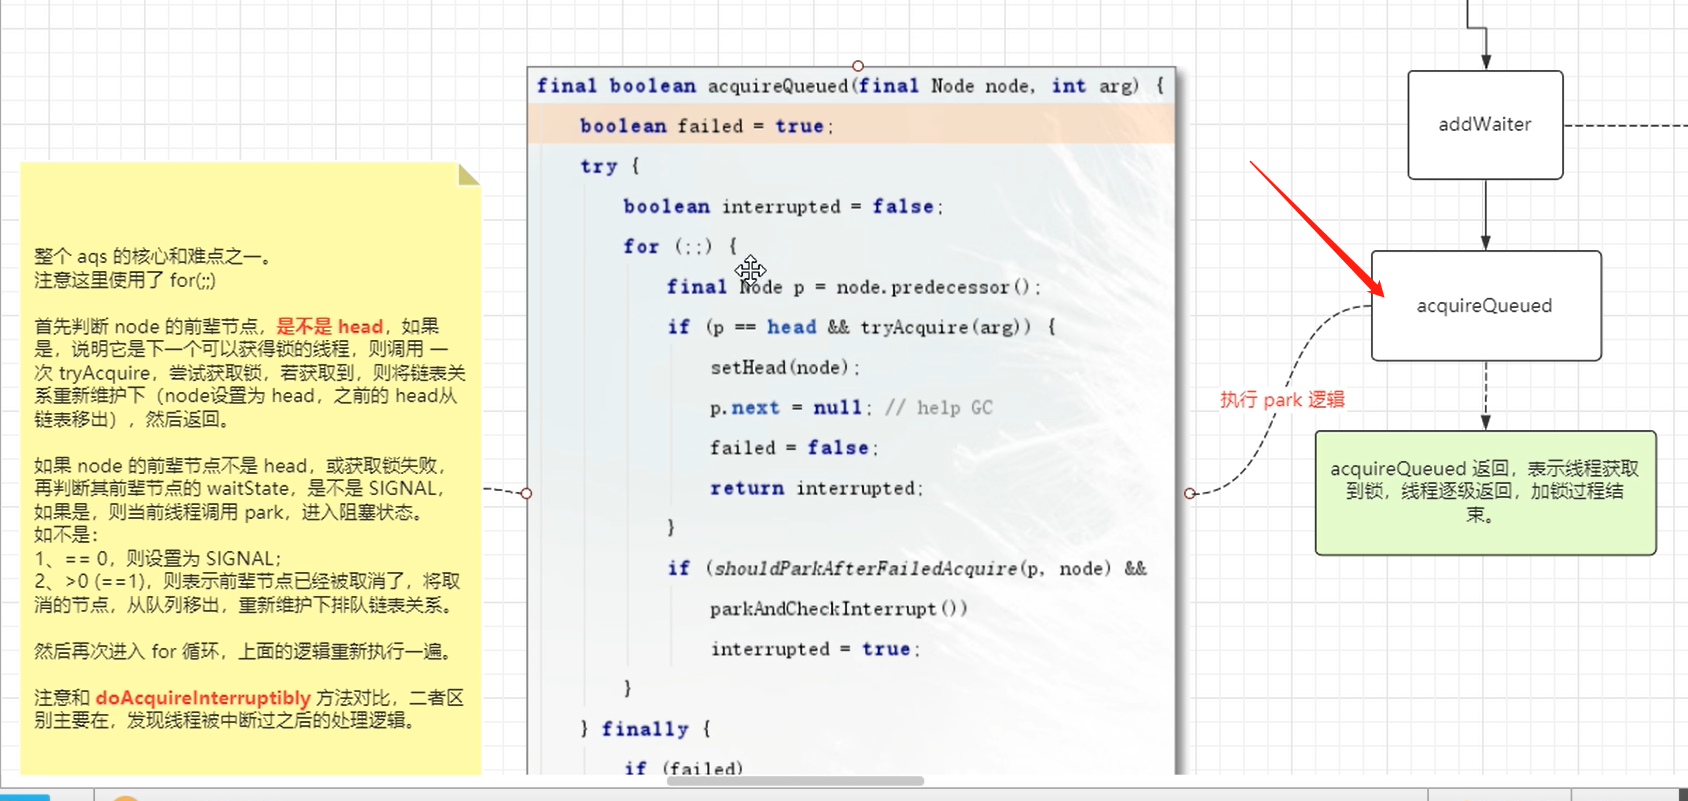 整个 aqs 的核心和难点之一。
注意这里使用了 for(;;)
首先判断 node 的前辈节点，是不是 head，如果
是，说明它是下一个可以获得锁的线程，则调用 一
次 tryAcquire，尝试获取锁，若获取到，则将链表关
系重新维护下（node设置为 head，之前的 head从
链表移出），然后返回。
如果 node 的前辈节点不是 head，或获取锁失败，
再判断其前辈节点的 waitState，是不是 SIGNAL，
如果是，则当前线程调用 park，进入阻塞状态。
如不是：
1、== 0，则设置为 SIGNAL；
2、>0 (==1)，则表示前辈节点已经被取消了，将取
消的节点，从队列移出，重新维护下排队链表关系。
然后再次进入 for 循环，上面的逻辑重新执行一遍。
注意和 doAcquireInterruptibly 方法对比，二者区
别主要在，发现线程被中断过之后的处理逻辑。
final boolean acquireQueued(final Node node, int arg) {
boolean failed = true;
try {
boolean interrupted = false;
for (;;) {
final Node p = node.predecessor();
if (p == head && tryAcquire(arg)) {
setHead(node);
p.next = null; // help GC
failed = false;
return interrupted;
}
if (shouldParkAfterFailedAcquire(p, node) &&
parkAndCheckInterrupt())
interrupted = true;
}
} finally {
if (failed)
addWaiter
acquireQueued
执行 park 逻辑
acquireQueued 返回，表示线程获取
到锁，线程逐级返回，加锁过程结
束。